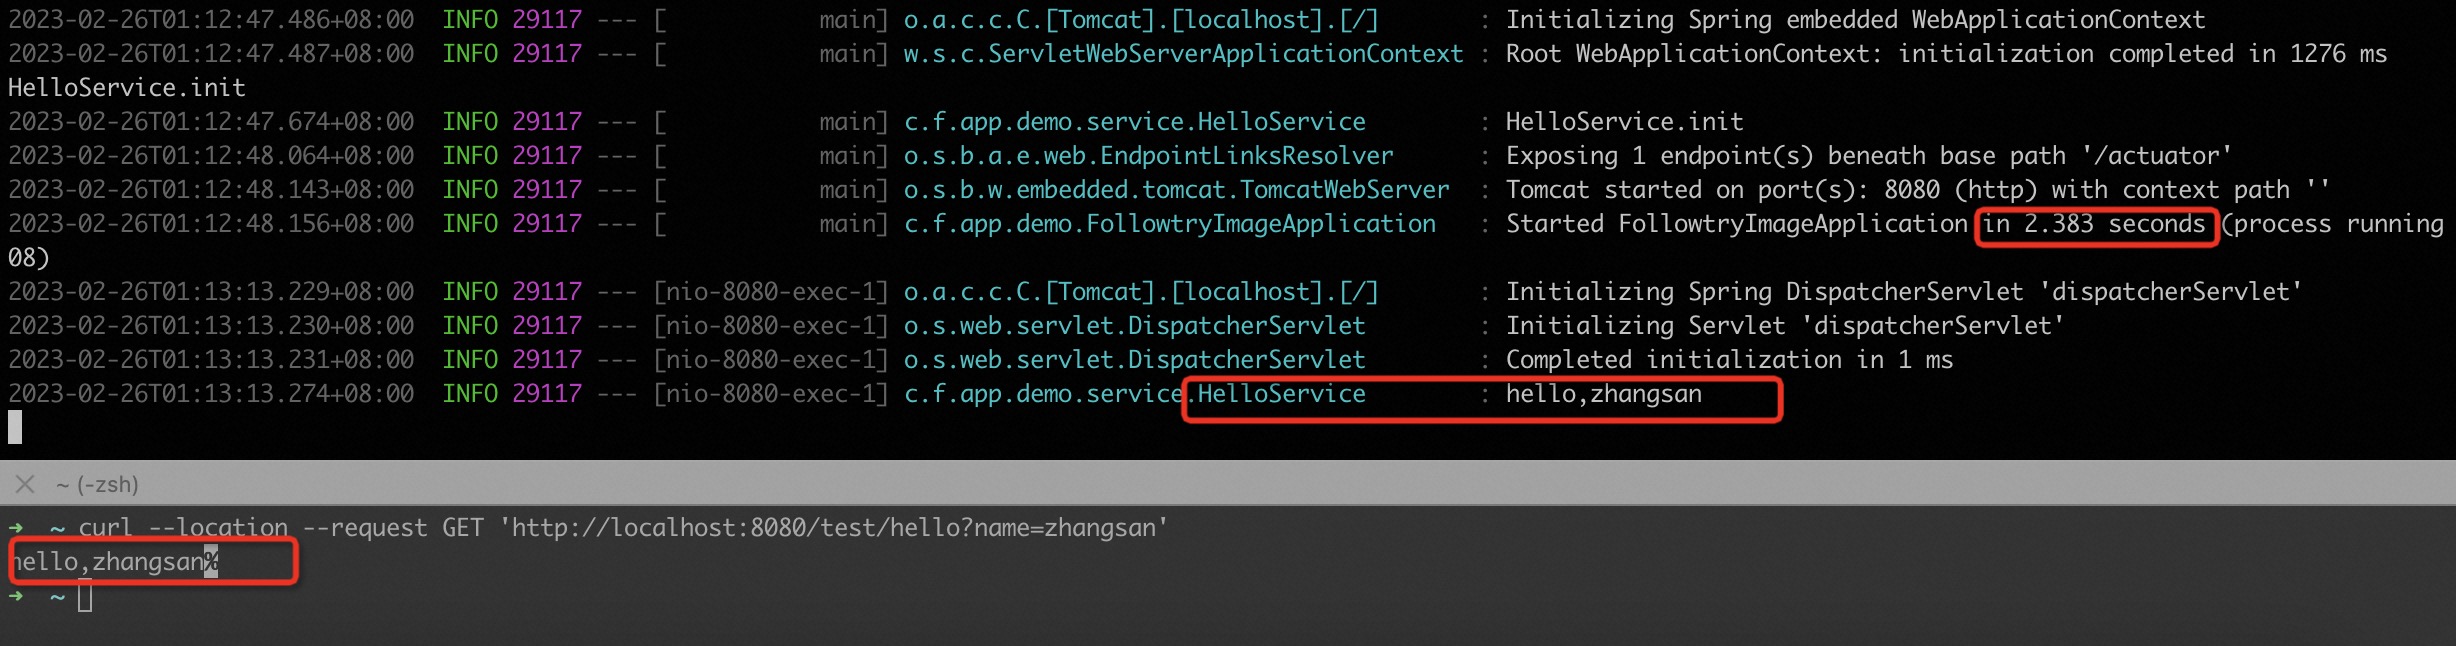 2023-02-26T01:12:47.486+08:00  INFO 29117 --- [           main] o.a.c.c.C.[Tomcat].[localhost].[/]       : Initializing Spring embedded WebApplicationContext
2023-02-26T01:12:47.487+08:00  INFO 29117 --- [           main] w.s.c.ServletWebServerApplicationContext : Root WebApplicationContext: initialization completed in 1276 ms
HelloService.init
2023-02-26T01:12:47.674+08:00  INFO 29117 --- [           main] c.f.app.demo.service.HelloService        : HelloService.init
2023-02-26T01:12:48.064+08:00  INFO 29117 --- [           main] o.s.b.a.e.web.EndpointLinksResolver      : Exposing 1 endpoint(s) beneath base path '/actuator'
2023-02-26T01:12:48.143+08:00  INFO 29117 --- [           main] o.s.b.w.embedded.tomcat.TomcatWebServer  : Tomcat started on port(s): 8080 (http) with context path ''
2023-02-26T01:12:48.156+08:00  INFO 29117 --- [           main] c.f.app.demo.FollowtryImageApplication   : Started FollowtryImageApplication in 2.383 seconds (process running
08)
2023-02-26T01:13:13.229+08:00  INFO 29117 --- [nio-8080-exec-1] o.a.c.c.C.[Tomcat].[localhost].[/]       : Initializing Spring DispatcherServlet 'dispatcherServlet'
2023-02-26T01:13:13.230+08:00  INFO 29117 --- [nio-8080-exec-1] o.s.web.servlet.DispatcherServlet        : Initializing Servlet 'dispatcherServlet'
2023-02-26T01:13:13.231+08:00  INFO 29117 --- [nio-8080-exec-1] o.s.web.servlet.DispatcherServlet        : Completed initialization in 1 ms
2023-02-26T01:13:13.274+08:00  INFO 29117 --- [nio-8080-exec-1] c.f.app.demo.service.HelloService        : hello,zhangsan
~ (-zsh)
➜  ~ curl --location --request GET 'http://localhost:8080/test/hello?name=zhangsan'
hello,zhangsan%
➜  ~